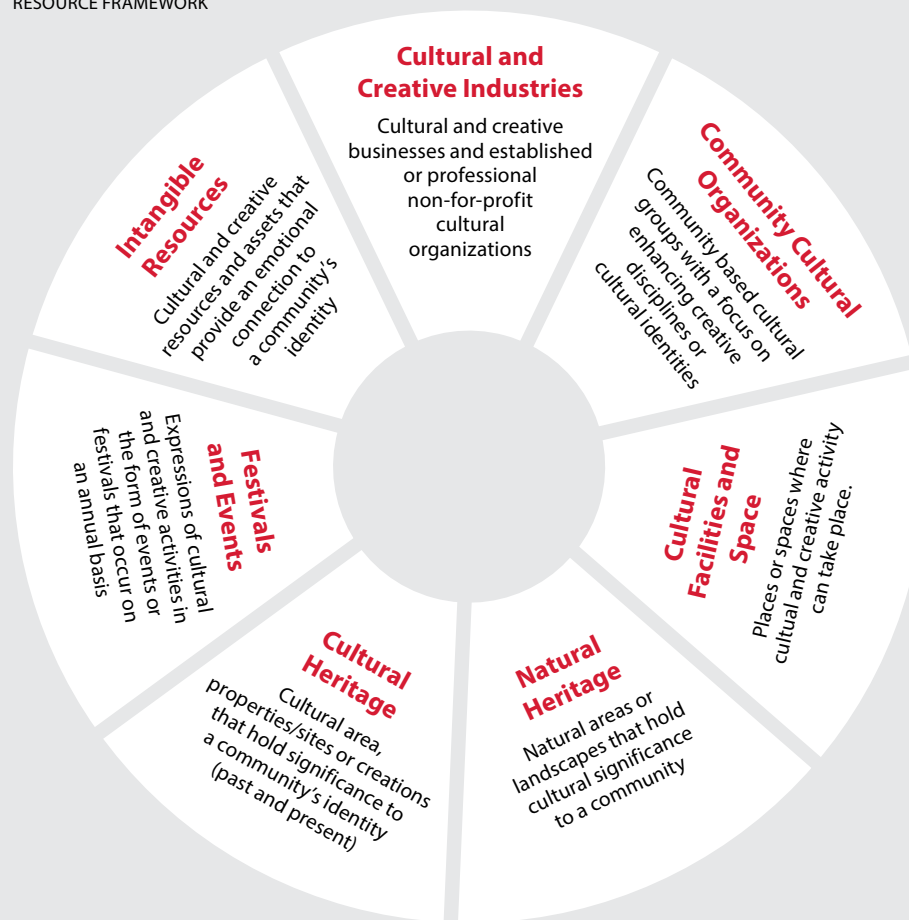 RESOURCE FRAMEWORK
Cultural and
Creative Industries
Cultural and creative
businesses and established
or professional
non-for-profit
cultural
organizations
Community Cultural
Organizations
Community based cultural
groups with a focus on
enhancing creative
disciplines or
cultural identities
Cultural
Facilities and
Space
Places or spaces where
cultual and creative activity
can take place.
Natural
Heritage
Natural areas or
landscapes that hold
cultural significance
to a community
Cultural
Heritage
Cultural area,
properties/sites or creations
that hold significance to
a community's identity
(past and present)
Festivals
and Events
Expressions of cultural
and creative activities in
the form of events or
festivals that occur on
an annual basis
Intangible
Resources
Cultural and creative
resources and assets that
provide an emotional
connection to
a community's
identity